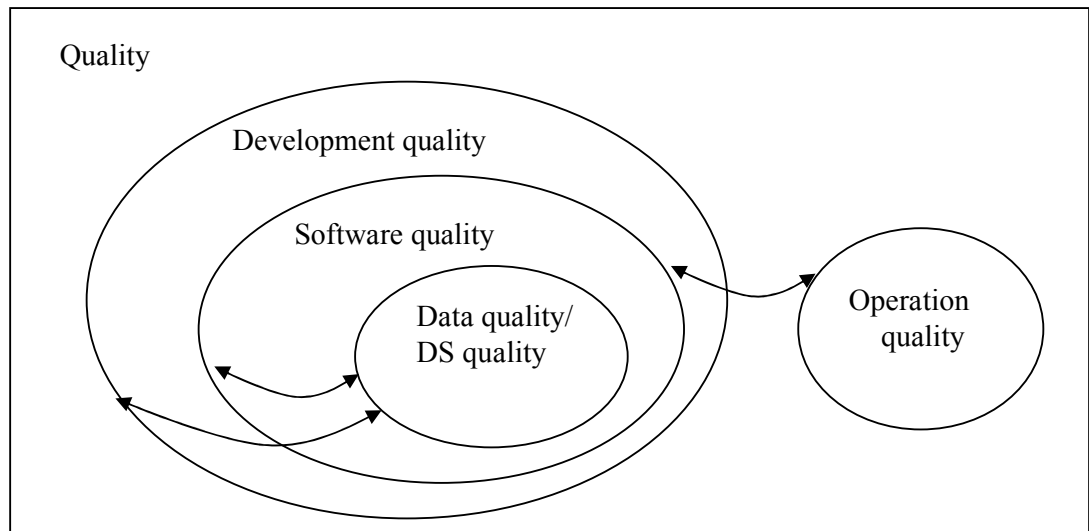 Quality
Development quality
Software quality
Data quality/
DS quality
Operation
quality